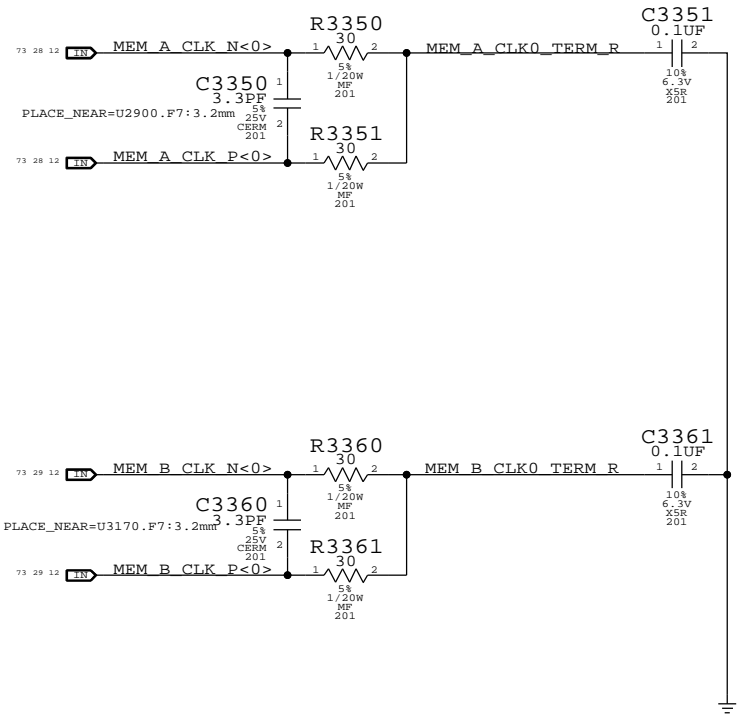 R3350
30
73 28 12 IN MEM_A_CLK_N<0> 1 2 MEM_A_CLK0_TERM_R
5%
1/20W
MF
201
C3351
0.1UF
1 2
10%
6.3V
X5R
201
C3350 1
3.3PF
PLACE_NEAR=U2900.F7:3.2mm
5%
25V
CERM 2
201
R3351
30
73 28 12 IN MEM_A_CLK_P<0> 1 2
5%
1/20W
MF
201
R3360
30
73 29 12 IN MEM_B_CLK_N<0> 1 2 MEM_B_CLK0_TERM_R
5%
1/20W
MF
201
C3361
0.1UF
1 2
10%
6.3V
X5R
201
C3360 1
3.3PF
PLACE_NEAR=U3170.F7:3.2mm
5%
25V
CERM 2
201
R3361
30
73 29 12 IN MEM_B_CLK_P<0> 1 2
5%
1/20W
MF
201